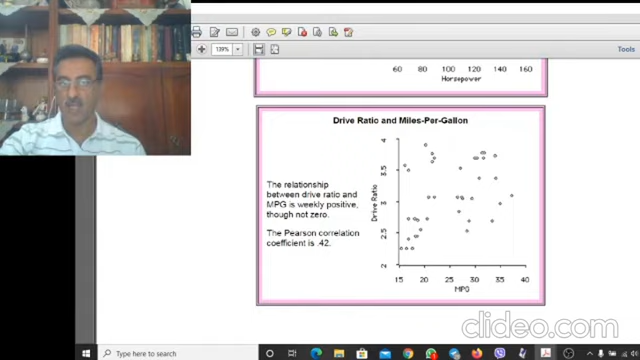 139%
Tools
60 80 100 120 140 160
Horsepower
Drive Ratio and Miles-Per-Gallon
The relationship
between drive ratio and
MPG is weekly positive,
though not zero.
The Pearson correlation
coefficient is .42.
Drive Ratio
4
3.5
3
2.5
2
15 20 25 30 35 40
MPG
clideo.com
Type here to search